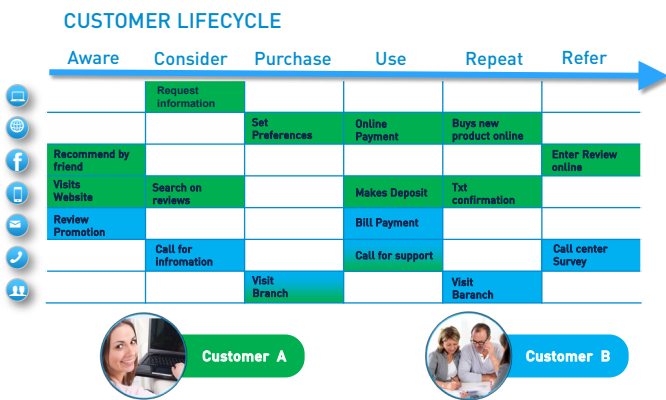 CUSTOMER LIFECYCLE
Aware Consider Purchase Use Repeat Refer
Request
information
Set
Preferences
Online
Payment
Buys new
product online
Recommend by
friend
Enter Review
online
Visits
Website
Search on
reviews
Makes Deposit
Txt
confirmation
Review
Promotion
Bill Payment
Call for
infromation
Call for support
Call center
Survey
Visit
Branch
Visit
Baranch
Customer A
Customer B